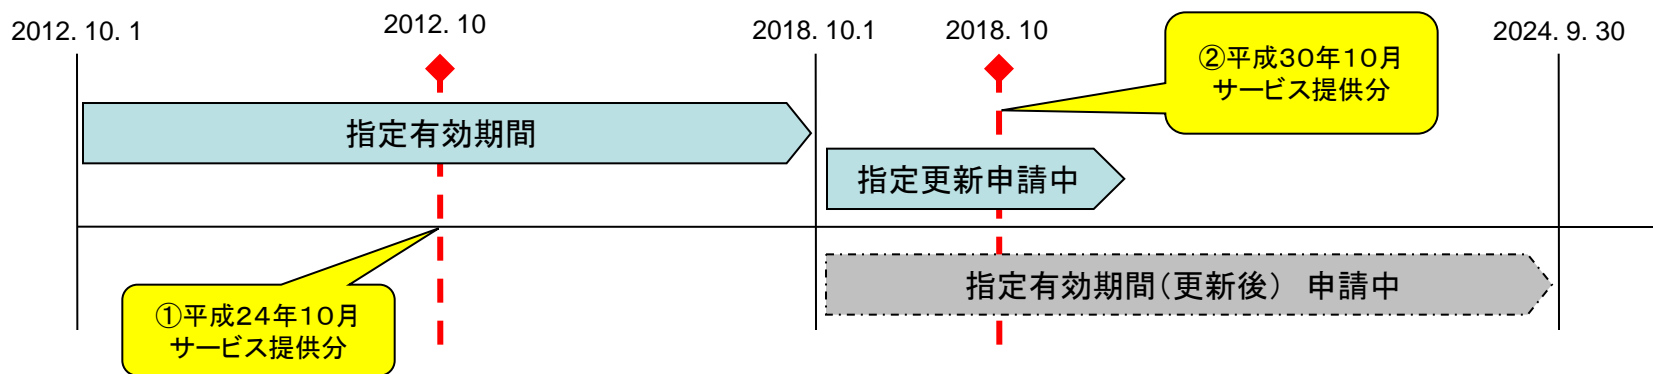 2012. 10. 1
2012. 10
2018. 10.1
2018. 10
2024. 9. 30
②平成30年10月
サービス提供分
指定有効期間
指定更新申請中
指定有効期間(更新後) 申請中
①平成24年10月
サービス提供分